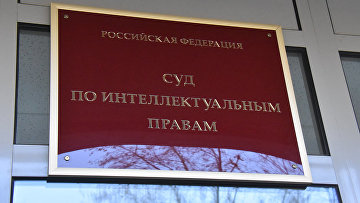 РОССИЙСКАЯ ФЕДЕРАЦИЯ
СУД
ПО ИНТЕЛЛЕКТУАЛЬНЫМ
ПРАВАМ